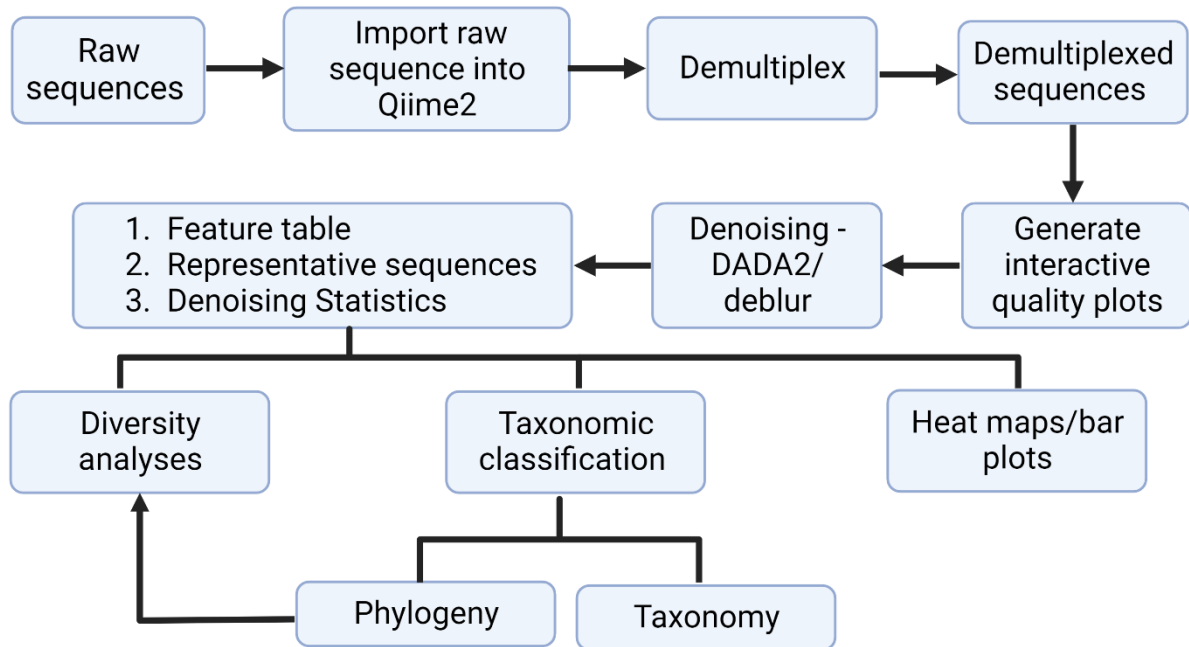 Raw
sequences
Import raw
sequence into
Qiime2
Demultiplex
Demultiplexed
sequences
Generate
interactive
quality plots
Denoising -
DADA2/
deblur
1. Feature table
2. Representative sequences
3. Denoising Statistics
Diversity
analyses
Taxonomic
classification
Heat maps/bar
plots
Phylogeny
Taxonomy